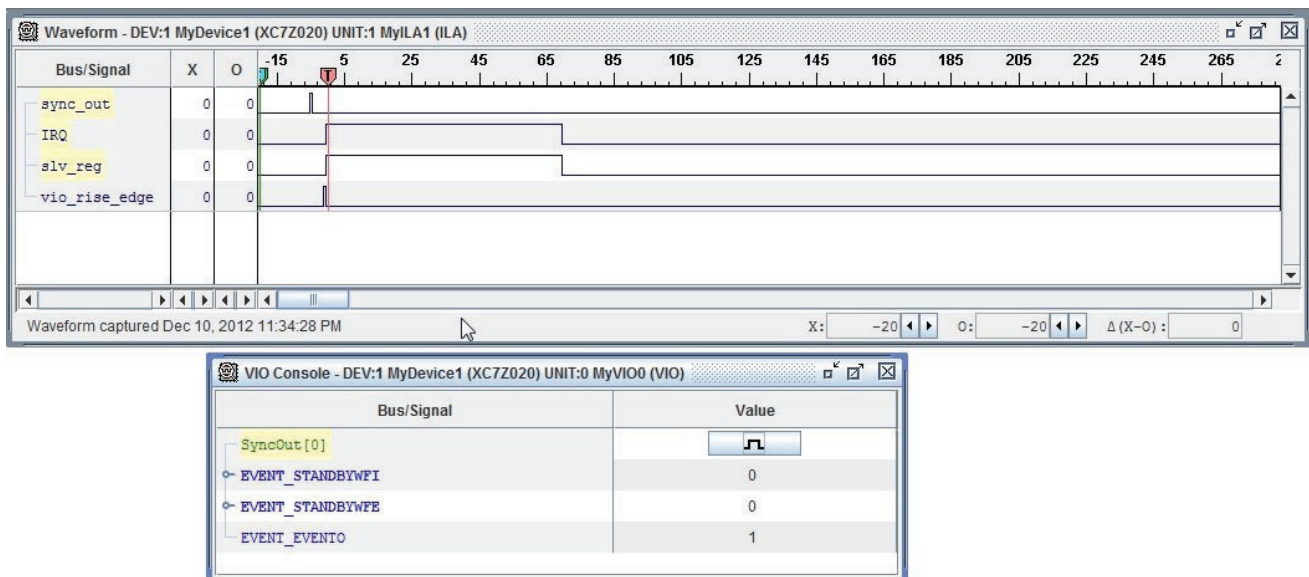 Waveform - DEV:1 MyDevice1 (XC7Z020) UNIT:1 MyILA1 (ILA)
Bus/Signal X O -15 5 25 45 65 85 105 125 145 165 185 205 225 245 265 2
T
sync_out 0 0
IRQ 0 0
slv_reg 0 0
vio_rise_edge 0 0
Waveform captured Dec 10, 2012 11:34:28 PM X: -20 O: -20 Δ(X-O): 0
VIO Console - DEV:1 MyDevice1 (XC7Z020) UNIT:0 MyVIO0 (VIO)
Bus/Signal Value
SyncOut[0]
EVENT_STANDBYWFI 0
EVENT_STANDBYWFE 0
EVENT_EVENTO 1